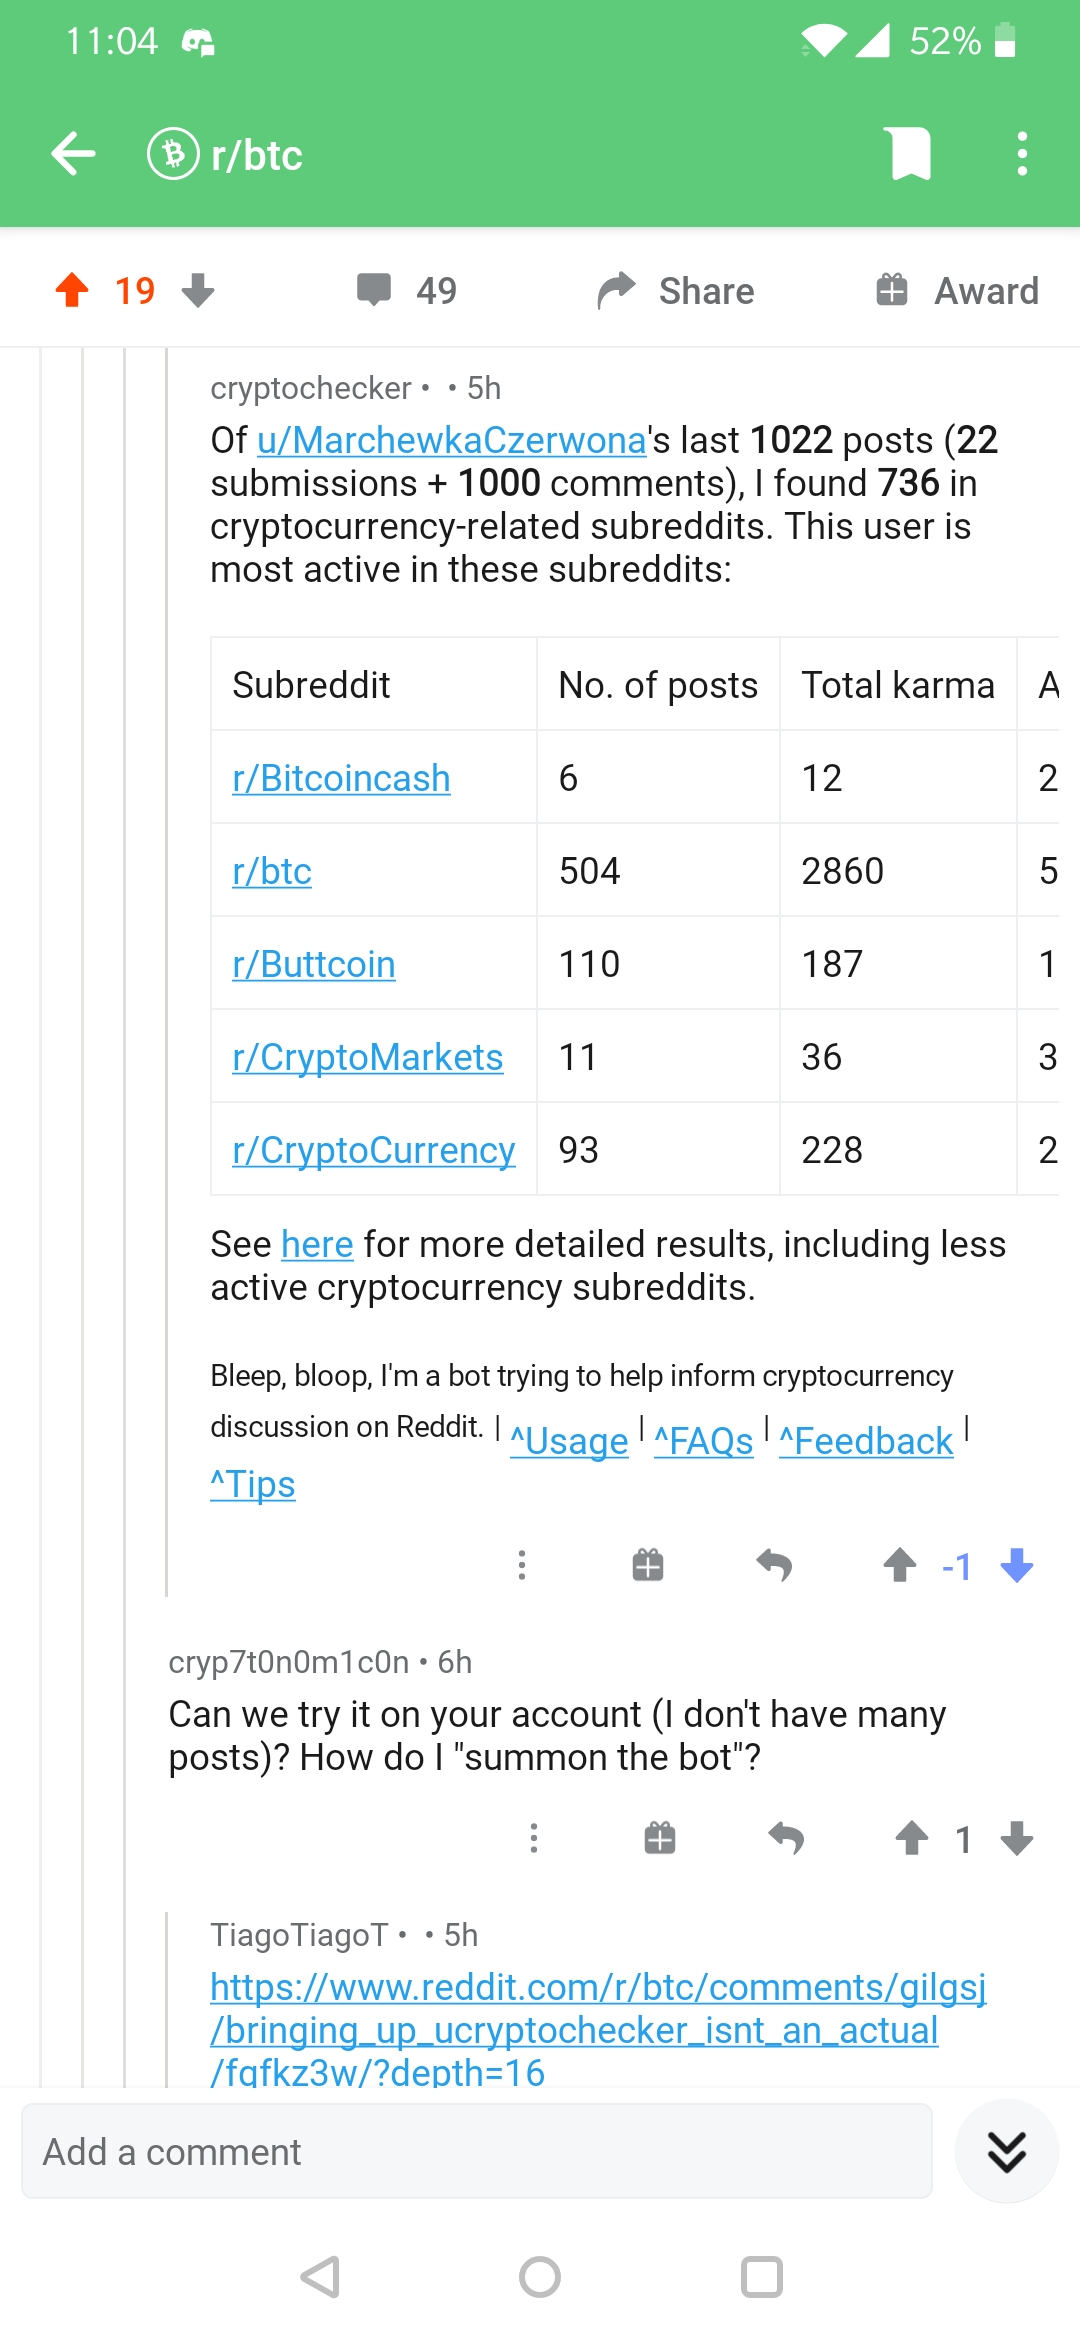 11:04
52%
r/btc
19
49
Share
Award
cryptochecker • • 5h
Of u/MarchewkaCzerwona's last 1022 posts (22
submissions + 1000 comments), I found 736 in
cryptocurrency-related subreddits. This user is
most active in these subreddits:
Subreddit No. of posts Total karma A
r/Bitcoincash 6 12 2
r/btc 504 2860 5
r/Buttcoin 110 187 1
r/CryptoMarkets 11 36 3
r/CryptoCurrency 93 228 2
See here for more detailed results, including less
active cryptocurrency subreddits.
Bleep, bloop, I'm a bot trying to help inform cryptocurrency
discussion on Reddit. | ^Usage | ^FAQs | ^Feedback |
^Tips
-1
cryp7t0n0m1c0n • 6h
Can we try it on your account (I don't have many
posts)? How do I "summon the bot"?
1
TiagoTiagoT • • 5h
https://www.reddit.com/r/btc/comments/gilgsj
/bringing_up_ucryptochecker_isnt_an_actual
/fqfkz3w/?depth=16
Add a comment